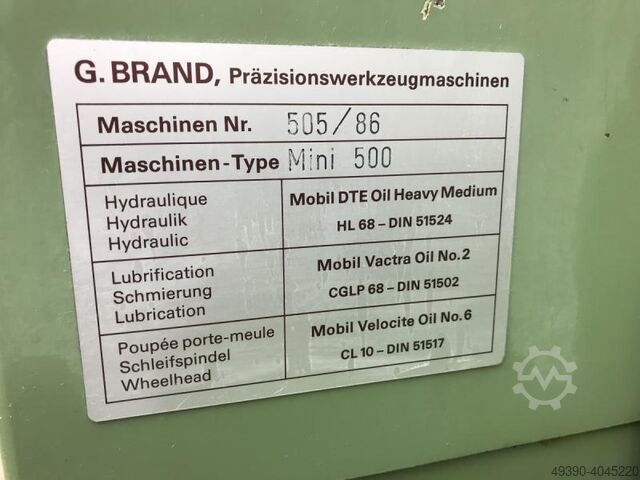 G. BRAND, Präzisionswerkzeugmaschinen
Maschinen Nr. 505/86
Maschinen-Type Mini 500
Hydraulique
Hydraulik
Hydraulic
Mobil DTE Oil Heavy Medium
HL 68 – DIN 51524
Lubrification
Schmierung
Lubrication
Mobil Vactra Oil No.2
CGLP 68 – DIN 51502
Poupée porte-meule
Schleifspindel
Wheelhead
Mobil Velocite Oil No.6
CL 10 – DIN 51517
49390-4045220